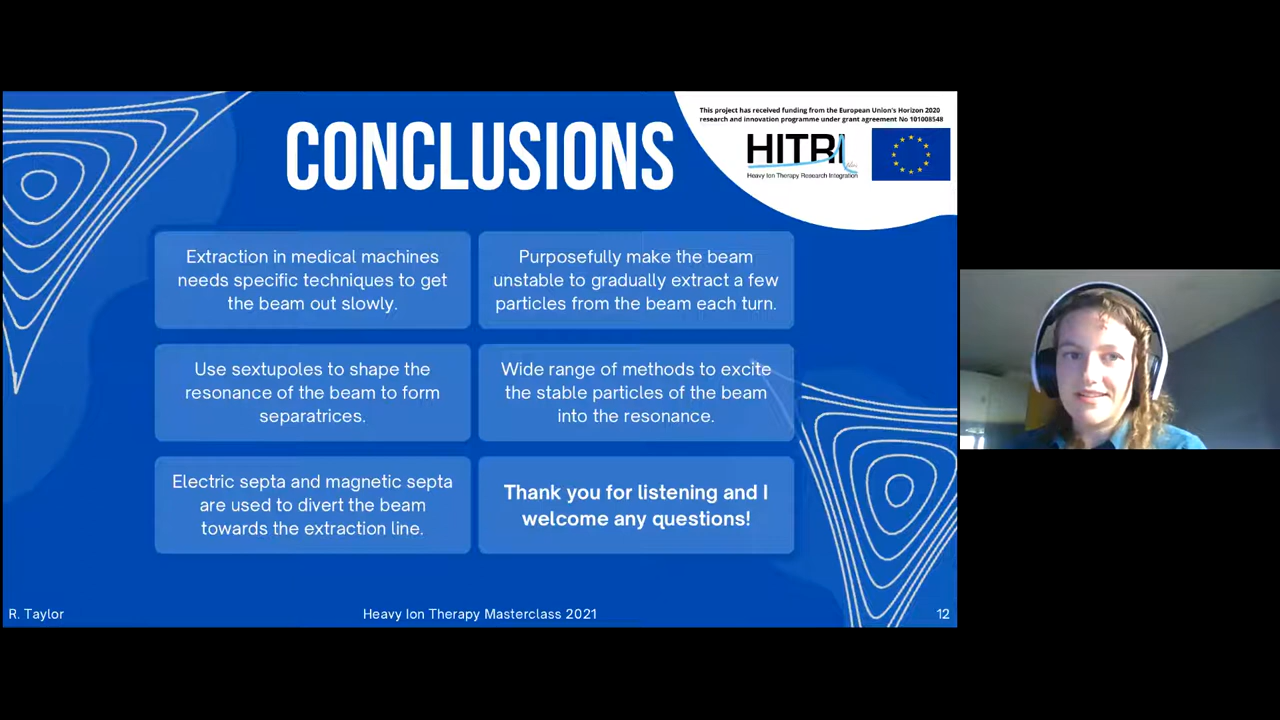 This project has received funding from the European Union's Horizon 2020
research and innovation programme under grant agreement No 101008548
CONCLUSIONS
HITRI
Heavy Ion Therapy Research Integration
Extraction in medical machines
needs specific techniques to get
the beam out slowly.
Purposefully make the beam
unstable to gradually extract a few
particles from the beam each turn.
Use sextupoles to shape the
resonance of the beam to form
separatrices.
Wide range of methods to excite
the stable particles of the beam
into the resonance.
Electric septa and magnetic septa
are used to divert the beam
towards the extraction line.
Thank you for listening and I
welcome any questions!
R. Taylor
Heavy Ion Therapy Masterclass 2021
12